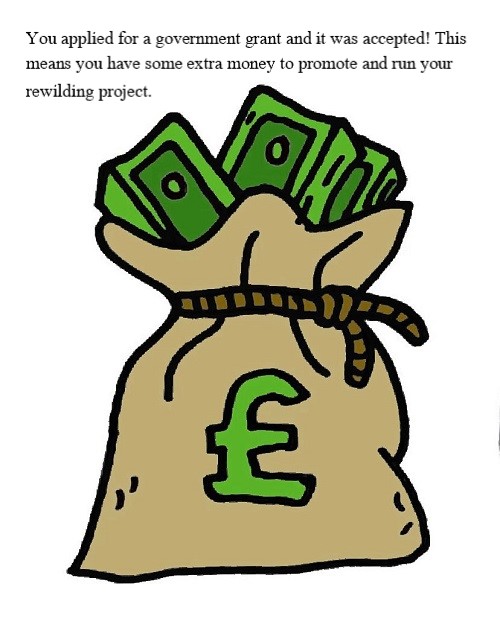 You applied for a government grant and it was accepted! This
means you have some extra money to promote and run your
rewilding project.
£